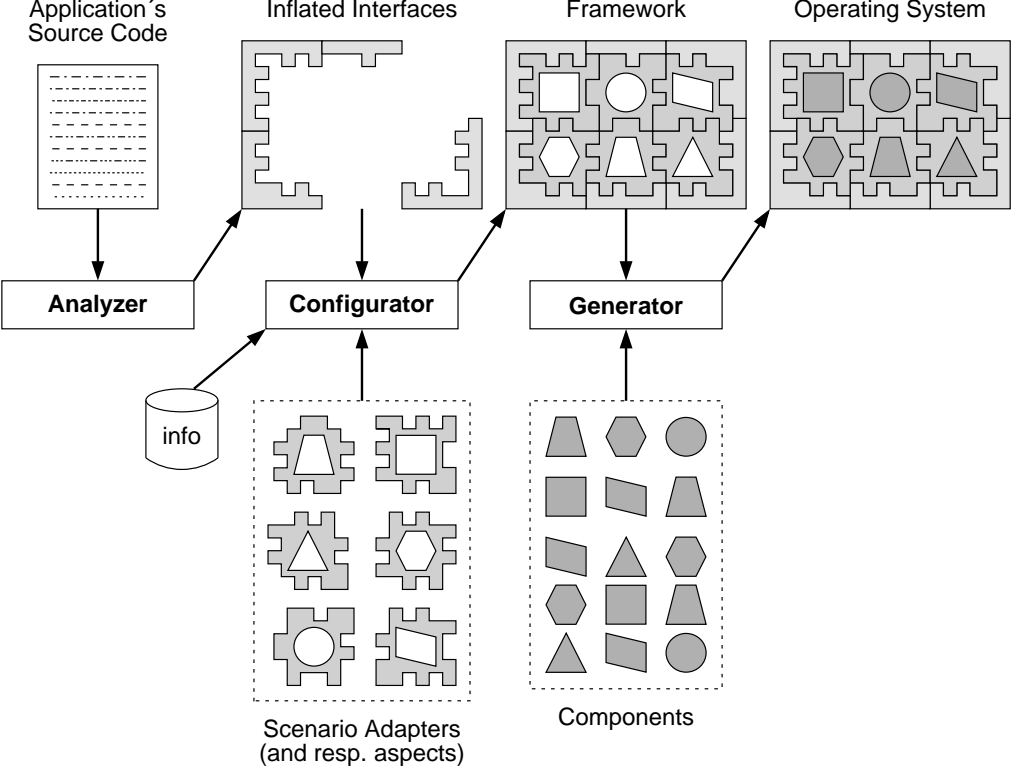 Application´s
Source Code
Inflated Interfaces
Framework
Operating System
Analyzer
Configurator
Generator
info
Scenario Adapters
(and resp. aspects)
Components